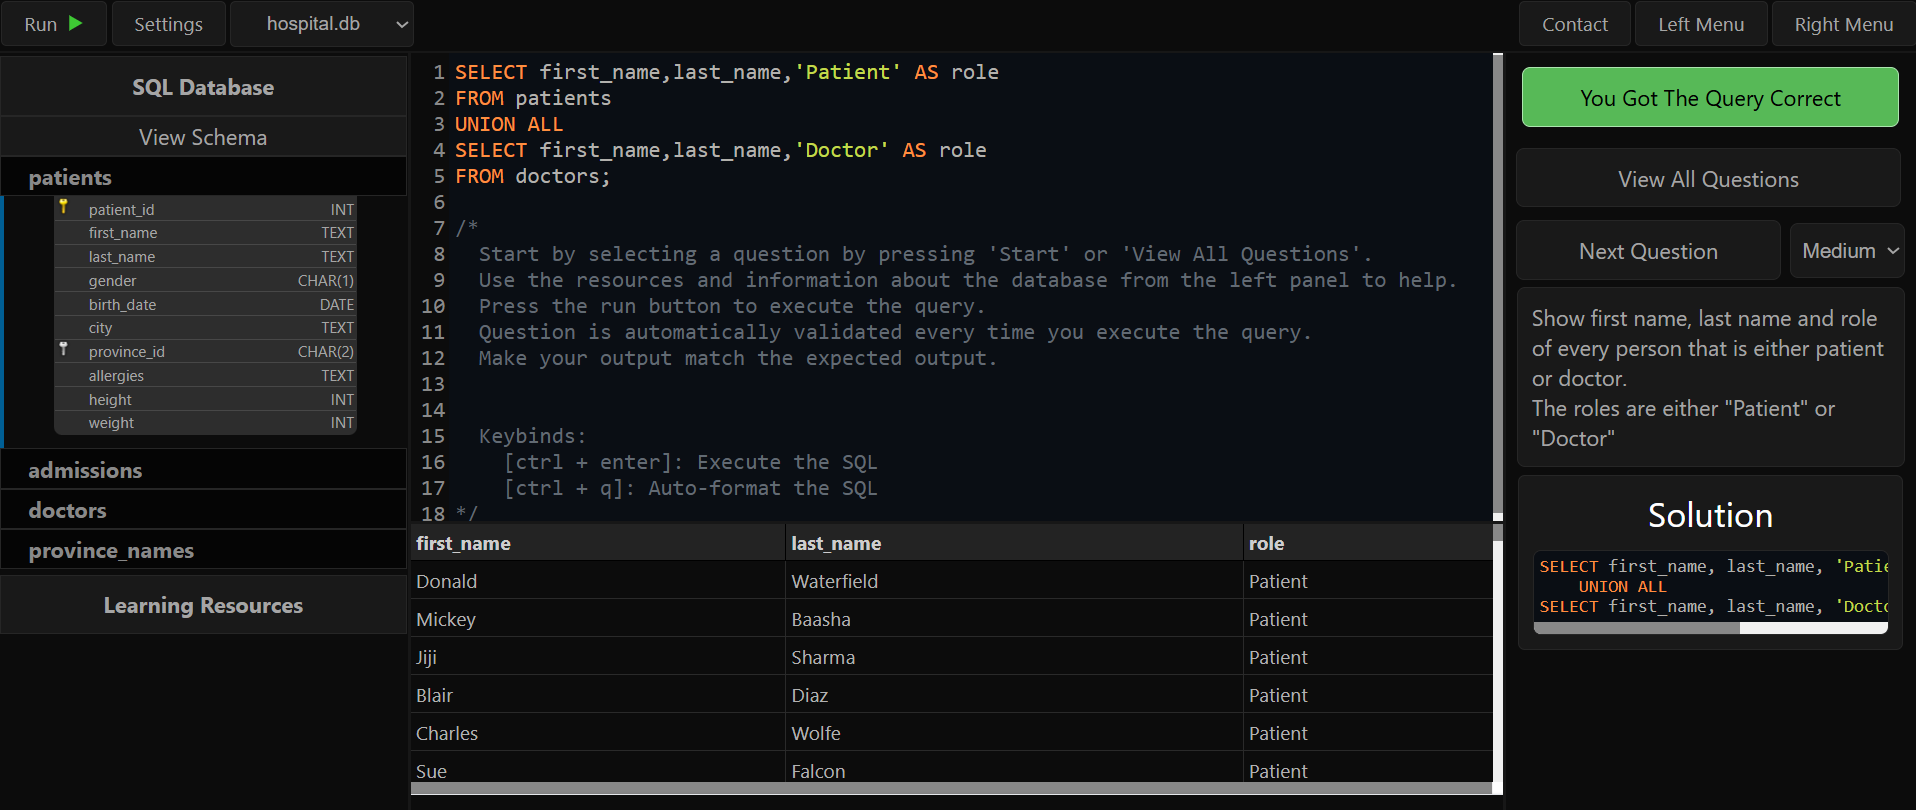 Run
Settings
hospital.db
Contact
Left Menu
Right Menu
SQL Database
View Schema
patients
patient_id INT
first_name TEXT
last_name TEXT
gender CHAR(1)
birth_date DATE
city TEXT
province_id CHAR(2)
allergies TEXT
height INT
weight INT
admissions
doctors
province_names
Learning Resources
1 SELECT first_name,last_name,'Patient' AS role
2 FROM patients
3 UNION ALL
4 SELECT first_name,last_name,'Doctor' AS role
5 FROM doctors;
6
7 /*
8 Start by selecting a question by pressing 'Start' or 'View All Questions'.
9 Use the resources and information about the database from the left panel to help.
10 Press the run button to execute the query.
11 Question is automatically validated every time you execute the query.
12 Make your output match the expected output.
13
14
15 Keybinds:
16 [ctrl + enter]: Execute the SQL
17 [ctrl + q]: Auto-format the SQL
18 */
first_name last_name role
Donald Waterfield Patient
Mickey Baasha Patient
Jiji Sharma Patient
Blair Diaz Patient
Charles Wolfe Patient
Sue Falcon Patient
You Got The Query Correct
View All Questions
Next Question
Medium
Show first name, last name and role
of every person that is either patient
or doctor.
The roles are either "Patient" or
"Doctor"
Solution
SELECT first_name, last_name, 'Patie
UNION ALL
SELECT first_name, last_name, 'Docto